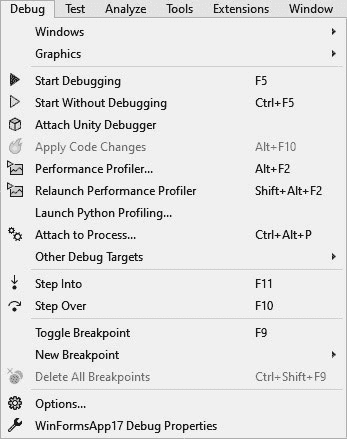 Debug Test Analyze Tools Extensions Window
Windows
Graphics
Start Debugging F5
Start Without Debugging Ctrl+F5
Attach Unity Debugger
Apply Code Changes Alt+F10
Performance Profiler... Alt+F2
Relaunch Performance Profiler Shift+Alt+F2
Launch Python Profiling...
Attach to Process... Ctrl+Alt+P
Other Debug Targets
Step Into F11
Step Over F10
Toggle Breakpoint F9
New Breakpoint
Delete All Breakpoints Ctrl+Shift+F9
Options...
WinFormsApp17 Debug Properties